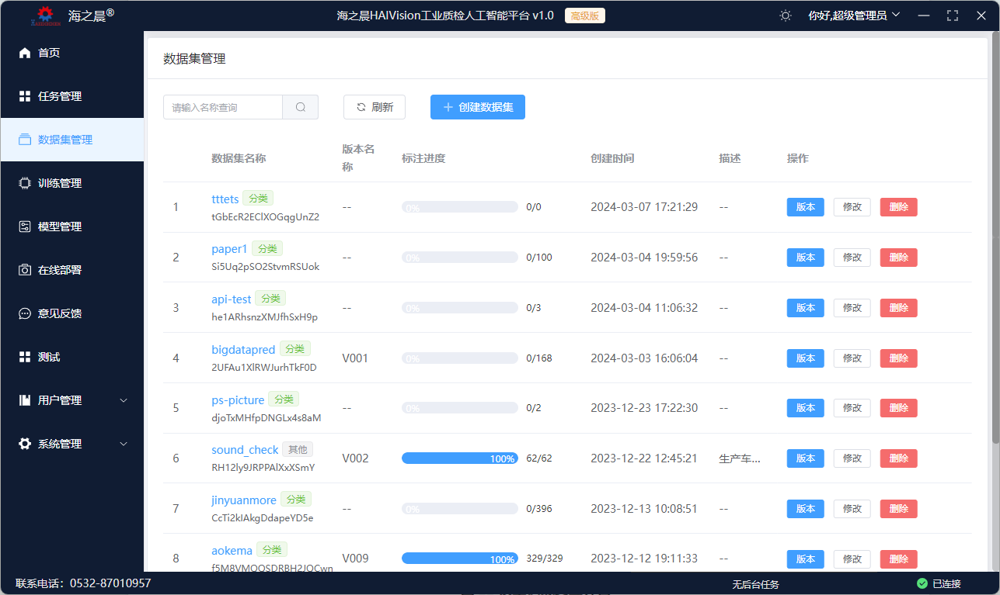 海之晨®
海之晨HAIVision工业质检人工智能平台 v1.0 高级版
你好,超级管理员
首页
任务管理
数据集管理
训练管理
模型管理
在线部署
意见反馈
测试
用户管理
系统管理
数据集管理
请输入名称查询 刷新 创建数据集
数据集名称 版本名称 标注进度 创建时间 描述 操作
1 tttets 分类 -- 0% 0/0 2024-03-07 17:21:29 -- 版本 修改 删除
tGbEcR2EClXOGqgUnZ2
2 paper1 分类 -- 0% 0/100 2024-03-04 19:59:56 -- 版本 修改 删除
Si5Uq2pSO2StvmRSUok
3 api-test 分类 -- 0% 0/3 2024-03-04 11:06:32 -- 版本 修改 删除
he1ARhsnzXMJfhSxH9p
4 bigdatapred 分类 V001 0% 0/168 2024-03-03 16:06:04 -- 版本 修改 删除
2UFAu1XlRWJurhTkF0D
5 ps-picture 分类 -- 0% 0/2 2023-12-23 17:22:30 -- 版本 修改 删除
djoTxMHfpDNGLx4s8aM
6 sound_check 其他 V002 100% 62/62 2023-12-22 12:45:21 生产车... 版本 修改 删除
RH12ly9JRPPAlXxXSmY
7 jinyuanmore 分类 -- 0% 0/396 2023-12-13 10:08:51 -- 版本 修改 删除
CcTi2kIAkgDdapeYD5e
8 aokema 分类 V009 100% 329/329 2023-12-12 19:11:33 -- 版本 修改 删除
f5M8VMOOSDRBH2JOCwn
联系电话：0532-87010957
无后台任务
已连接